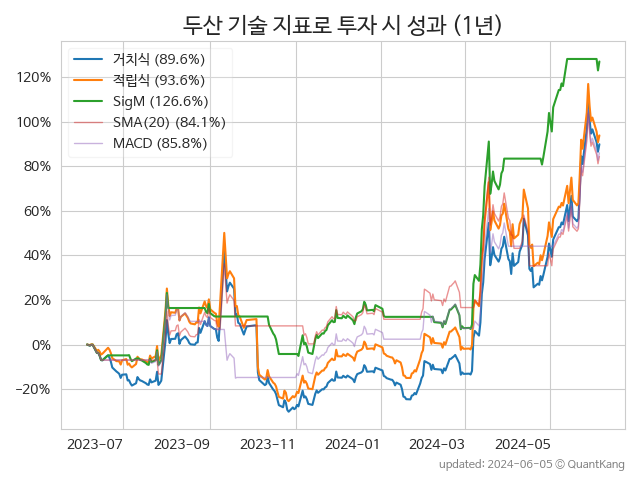 두산 기술 지표로 투자 시 성과 (1년)
거치식 (89.6%)
적립식 (93.6%)
SigM (126.6%)
SMA(20) (84.1%)
MACD (85.8%)
120%
100%
80%
60%
40%
20%
0%
−20%
2023-07 2023-09 2023-11 2024-01 2024-03 2024-05
updated: 2024-06-05 ⓒ QuantKang